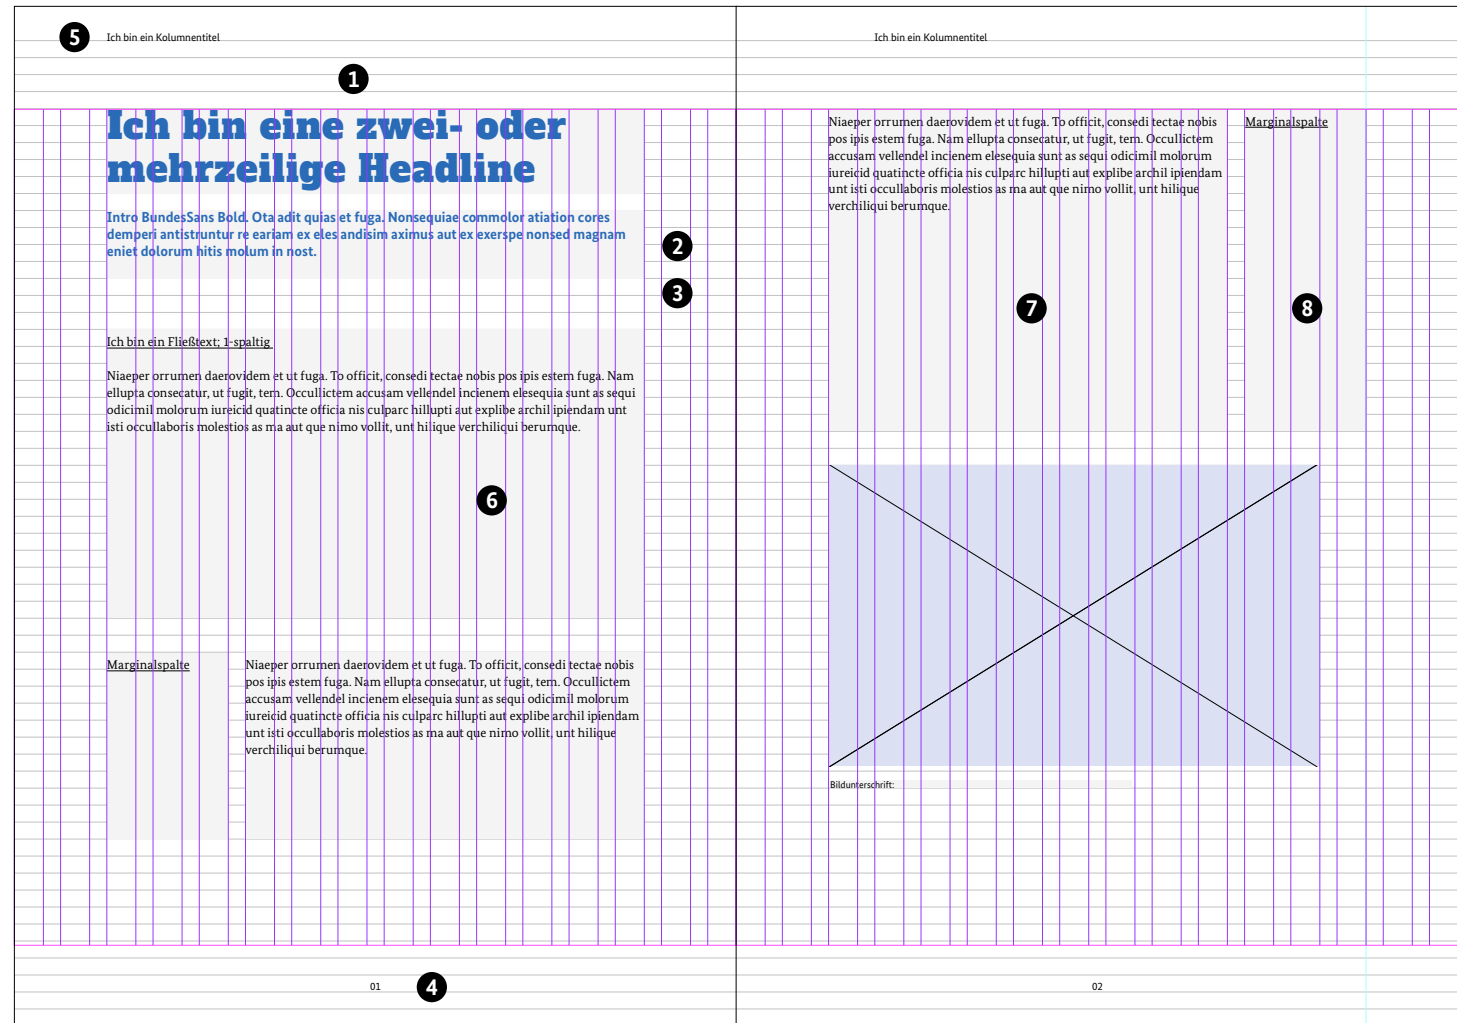 5
Ich bin ein Kolumnentitel
1
Ich bin eine zwei- oder
mehrzeilige Headline
Intro BundesSans Bold. Ota adit quias et fuga. Nonsequiae commolor atiation cores
demperi antistruntur re eariam ex eles andisim aximus aut ex exerspe nonsed magnam
eniet dolorum hitis molum in nost.
2
3
Ich bin ein Fließtext; 1-spaltig
Niaeper orrumen daerovidem et ut fuga. To officit, consedi tectae nobis pos ipis estem fuga. Nam
ellupta consecatur, ut fugit, tem. Occullictem accusam vellendel incienem elesequia sunt as sequi
odicimil molorum iureicid quatincte officia nis culparc hillupti aut explibe archil ipiendam unt
isti occullaboris molestios as ma aut que nimo vollit, unt hilique verchiliqui berumque.
6
Marginalspalte
Niaeper orrumen daerovidem et ut fuga. To officit, consedi tectae nobis
pos ipis estem fuga. Nam ellupta consecatur, ut fugit, tem. Occullictem
accusam vellendel incienem elesequia sunt as sequi odicimil molorum
iureicid quatincte officia nis culparc hillupti aut explibe archil ipiendam
unt isti occullaboris molestios as ma aut que nimo vollit, unt hilique
verchiliqui berumque.
01
4
Ich bin ein Kolumnentitel
Niaeper orrumen daerovidem et ut fuga. To officit, consedi tectae nobis
pos ipis estem fuga. Nam ellupta consecatur, ut fugit, tem. Occullictem
accusam vellendel incienem elesequia sunt as sequi odicimil molorum
iureicid quatincte officia nis culparc hillupti aut explibe archil ipiendam
unt isti occullaboris molestios as ma aut que nimo vollit, unt hilique
verchiliqui berumque.
7
Marginalspalte
8
Bildunterschrift:
02